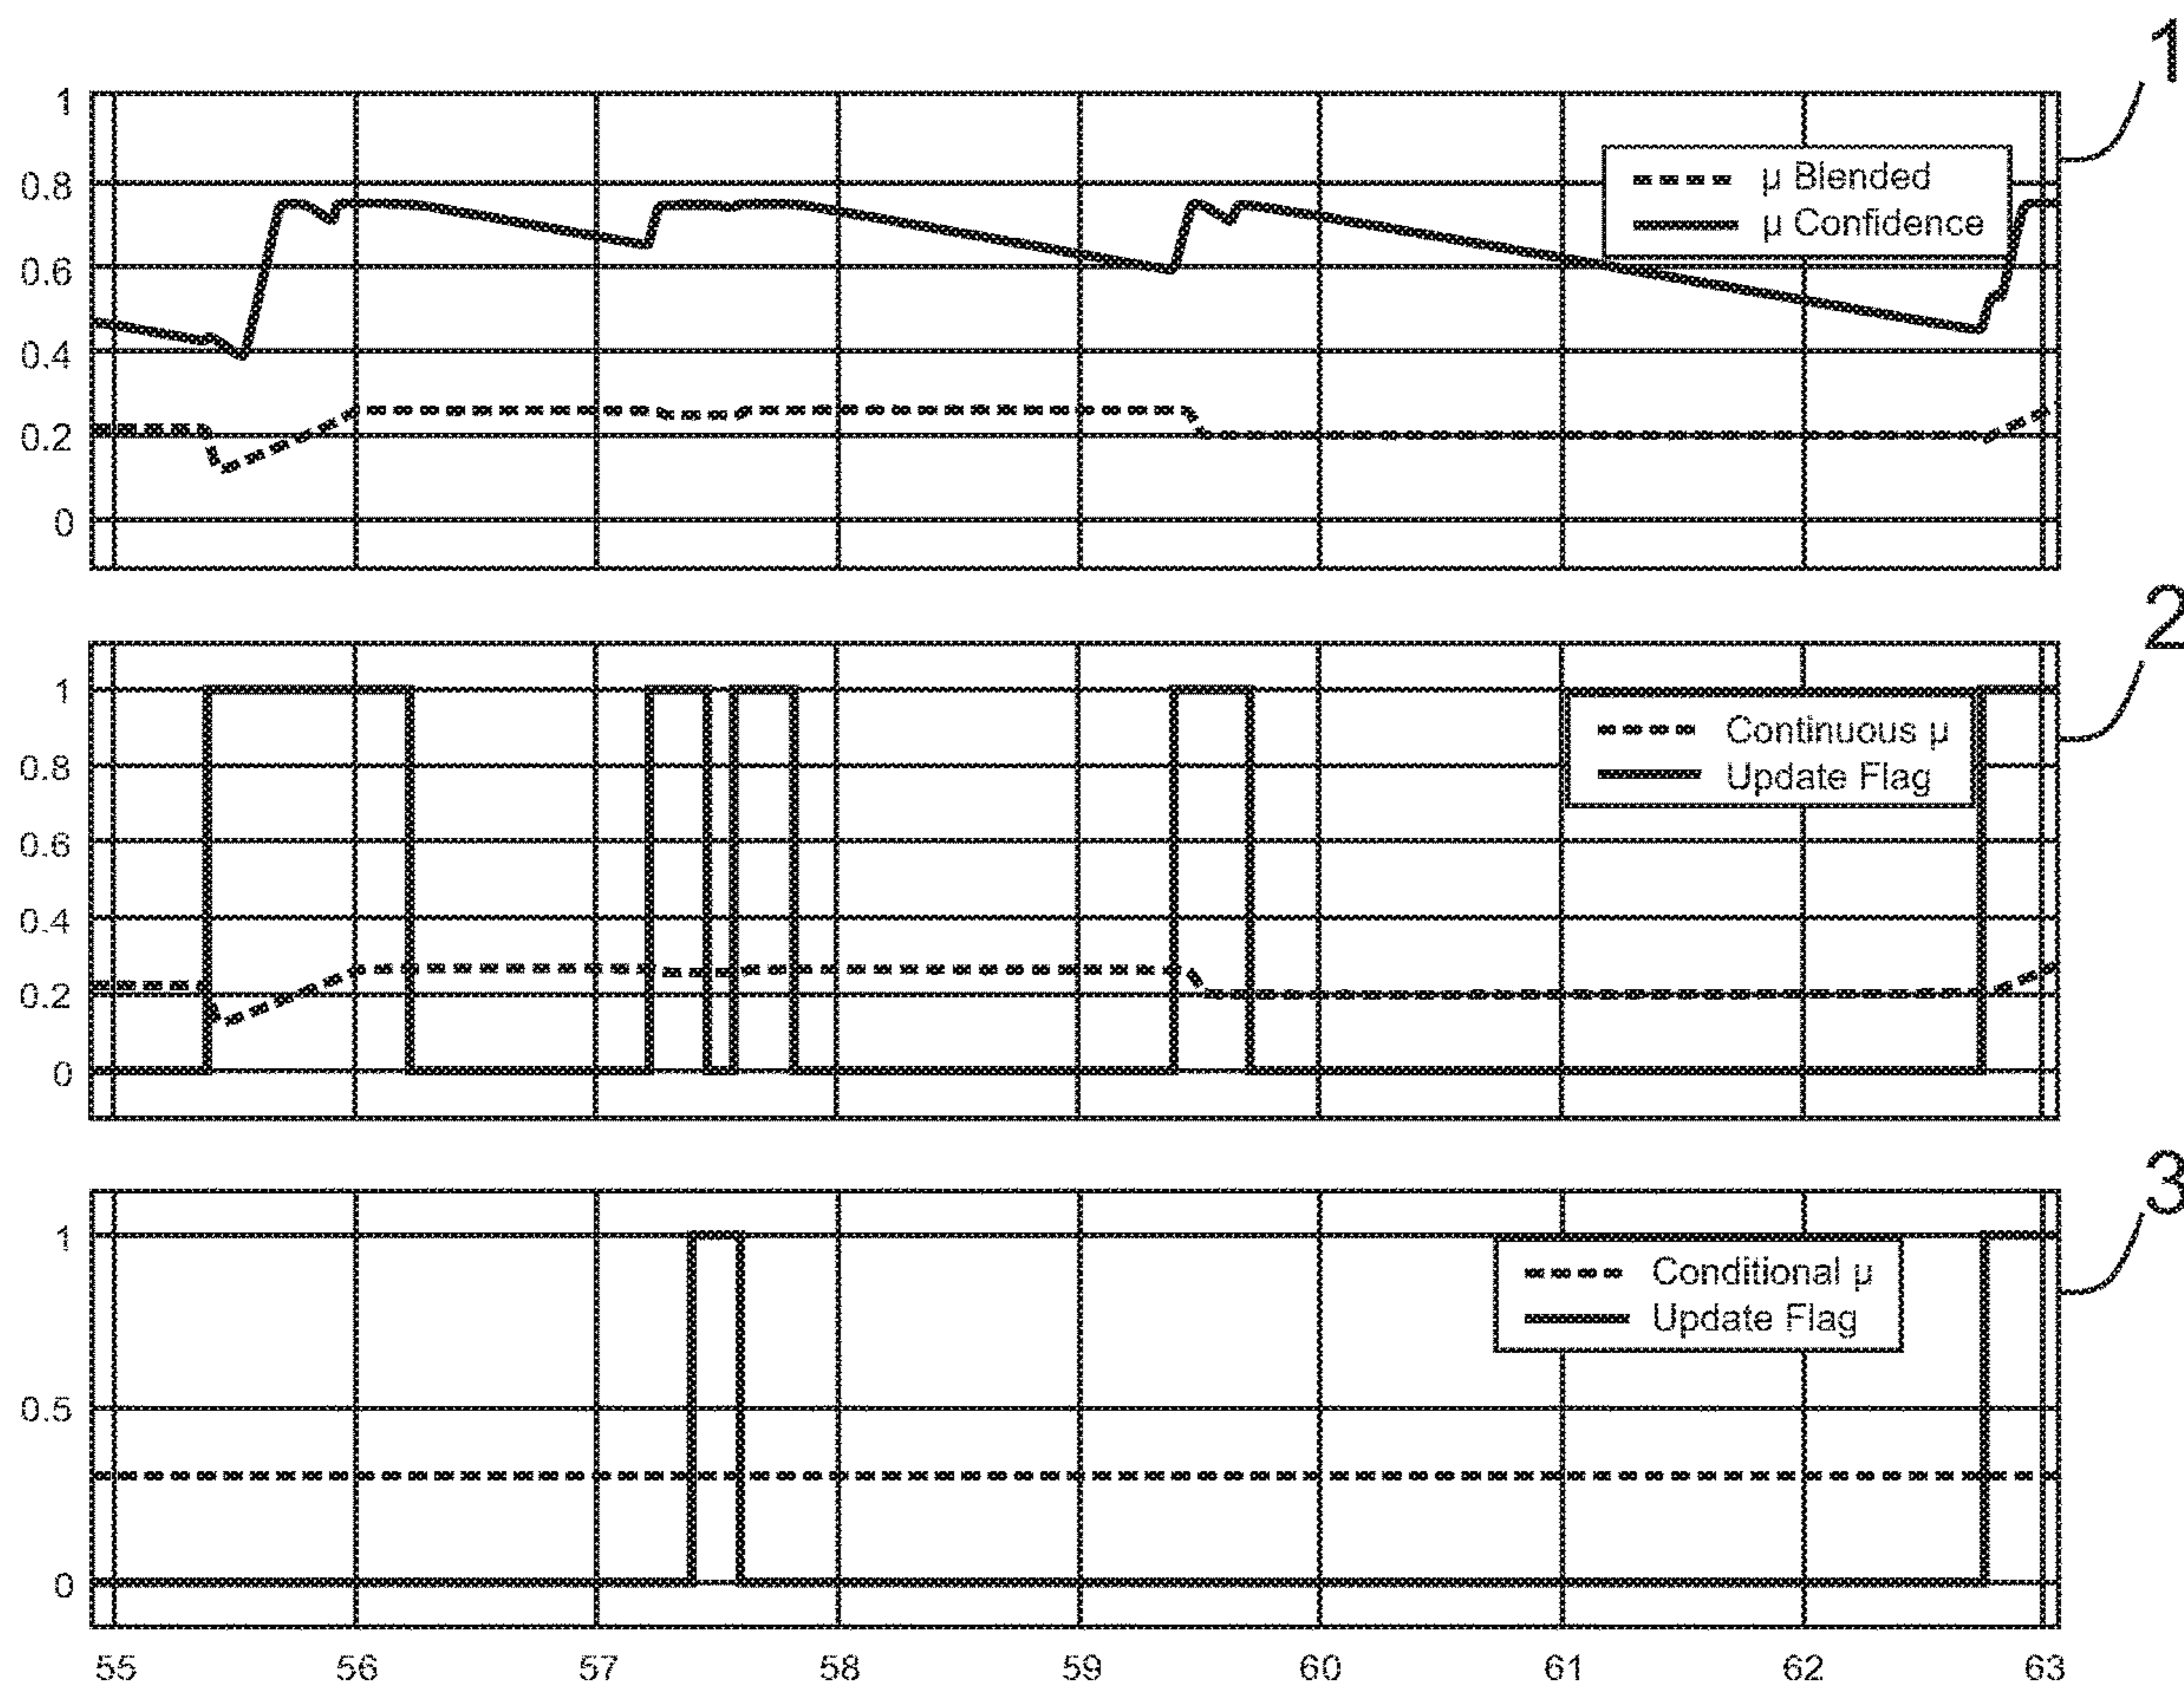 1
1
0.8
μ Blended
μ Confidence
0.6
0.4
0.2
0
2
1
Continuous μ
0.8
Update Flag
0.6
0.4
0.2
0
3
1
Conditional μ
Update Flag
0.5
0
55 56 57 58 59 60 61 62 63